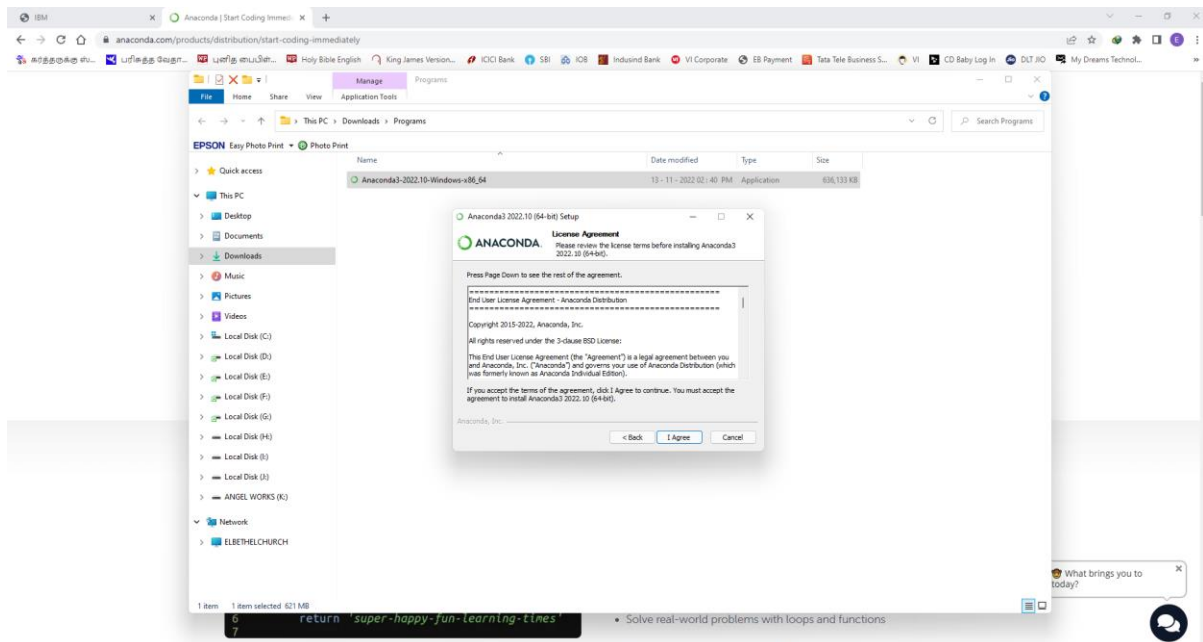 IBM
Anaconda | Start Coding Immedi
anaconda.com/products/distribution/start-coding-immediately
E
கர்த்தருக்கு ஸ்...
பரிசுத்த வேதா...
புனித பைபிள்...
Holy Bible English
King James Version...
ICICI Bank
SBI
IOB
Indusind Bank
VI Corporate
EB Payment
Tata Tele Business S...
VI
CD Baby Log In
DLT JIO
My Dreams Technol...
»
Manage
Programs
File
Home
Share
View
Application Tools
This PC > Downloads > Programs
Search Programs
EPSON Easy Photo Print
Photo Print
Name
Date modified
Type
Size
Anaconda3-2022.10-Windows-x86_64
13 - 11 - 2022 02 : 40 PM
Application
636,133 KB
Quick access
This PC
Desktop
Documents
Downloads
Music
Pictures
Videos
Local Disk (C:)
Local Disk (D:)
Local Disk (E:)
Local Disk (F:)
Local Disk (G:)
Local Disk (H:)
Local Disk (I:)
Local Disk (J:)
ANGEL WORKS (K:)
Network
ELBETHELCHURCH
Anaconda3 2022.10 (64-bit) Setup
ANACONDA.
License Agreement
Please review the license terms before installing Anaconda3
2022.10 (64-bit).
Press Page Down to see the rest of the agreement.
==================================================
End User License Agreement - Anaconda Distribution
==================================================
Copyright 2015-2022, Anaconda, Inc.
All rights reserved under the 3-clause BSD License:
This End User License Agreement (the "Agreement") is a legal agreement between you
and Anaconda, Inc. ("Anaconda") and governs your use of Anaconda Distribution (which
was formerly known as Anaconda Individual Edition).
If you accept the terms of the agreement, click I Agree to continue. You must accept the
agreement to install Anaconda3 2022.10 (64-bit).
Anaconda, Inc.
< Back
I Agree
Cancel
1 item
1 item selected 621 MB
What brings you to
today?
6 return 'super-happy-fun-learning-times'
7
• Solve real-world problems with loops and functions